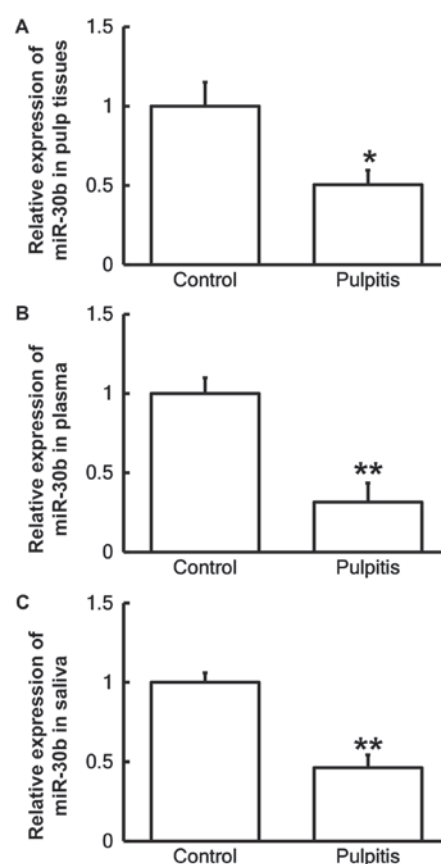 A
Relative expression of
miR-30b in pulp tissues
1.5
1
0.5
0
*
Control Pulpitis
B
Relative expression of
miR-30b in plasma
1.5
1
0.5
0
**
Control Pulpitis
C
Relative expression of
miR-30b in saliva
1.5
1
0.5
0
**
Control Pulpitis